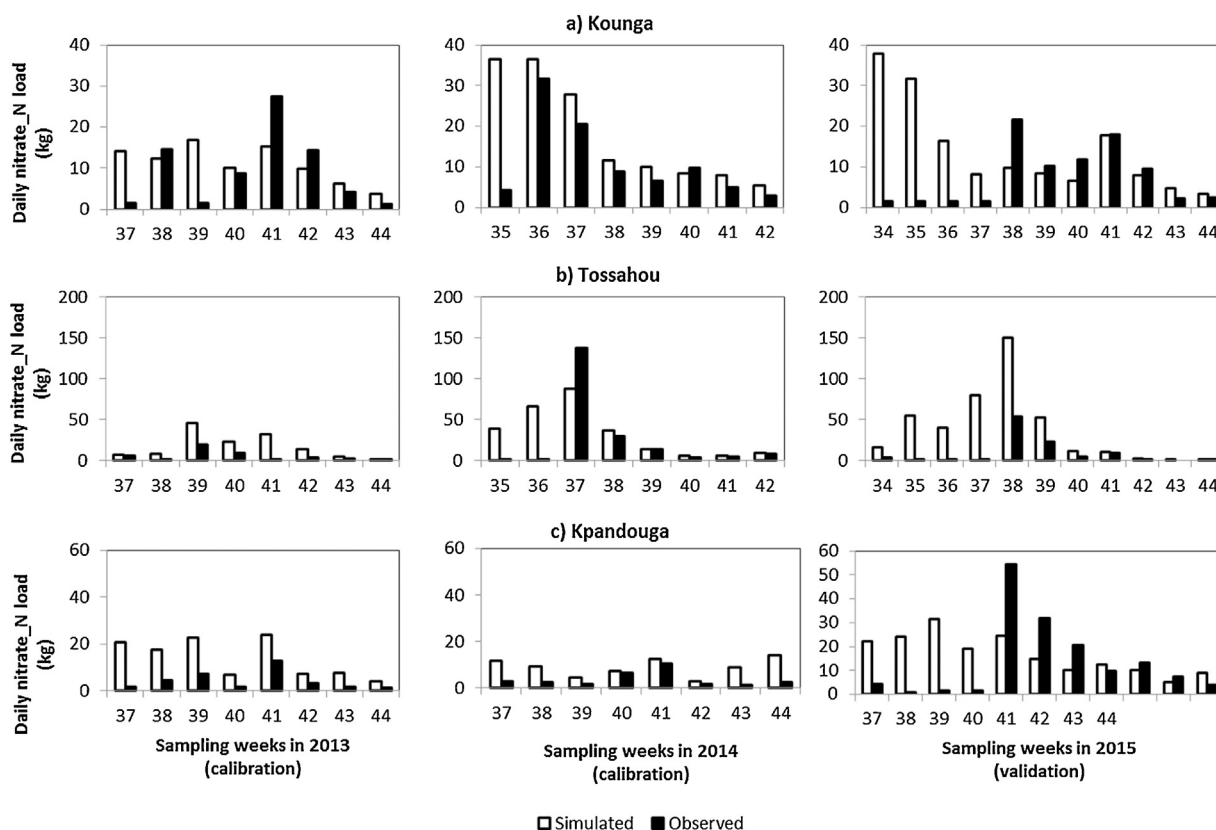 a) Kounga
Daily nitrate_N load
(kg)
40
30
20
10
0
37 38 39 40 41 42 43 44
40
30
20
10
0
35 36 37 38 39 40 41 42
40
30
20
10
0
34 35 36 37 38 39 40 41 42 43 44
b) Tossahou
Daily nitrate_N load
(kg)
200
150
100
50
0
37 38 39 40 41 42 43 44
200
150
100
50
0
35 36 37 38 39 40 41 42
200
150
100
50
0
34 35 36 37 38 39 40 41 42 43 44
c) Kpandouga
Daily nitrate_N load
(kg)
60
40
20
0
37 38 39 40 41 42 43 44
60
40
20
0
37 38 39 40 41 42 43 44
60
50
40
30
20
10
0
37 38 39 40 41 42 43 44
Sampling weeks in 2013
(calibration)
Sampling weeks in 2014
(calibration)
Sampling weeks in 2015
(validation)
Simulated Observed